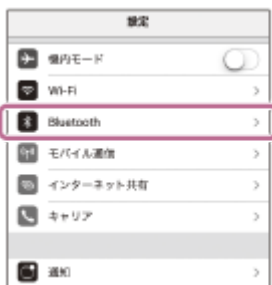 設定
機内モード
Wi-Fi
Bluetooth
モバイル通信
インターネット共有
キャリア
通知